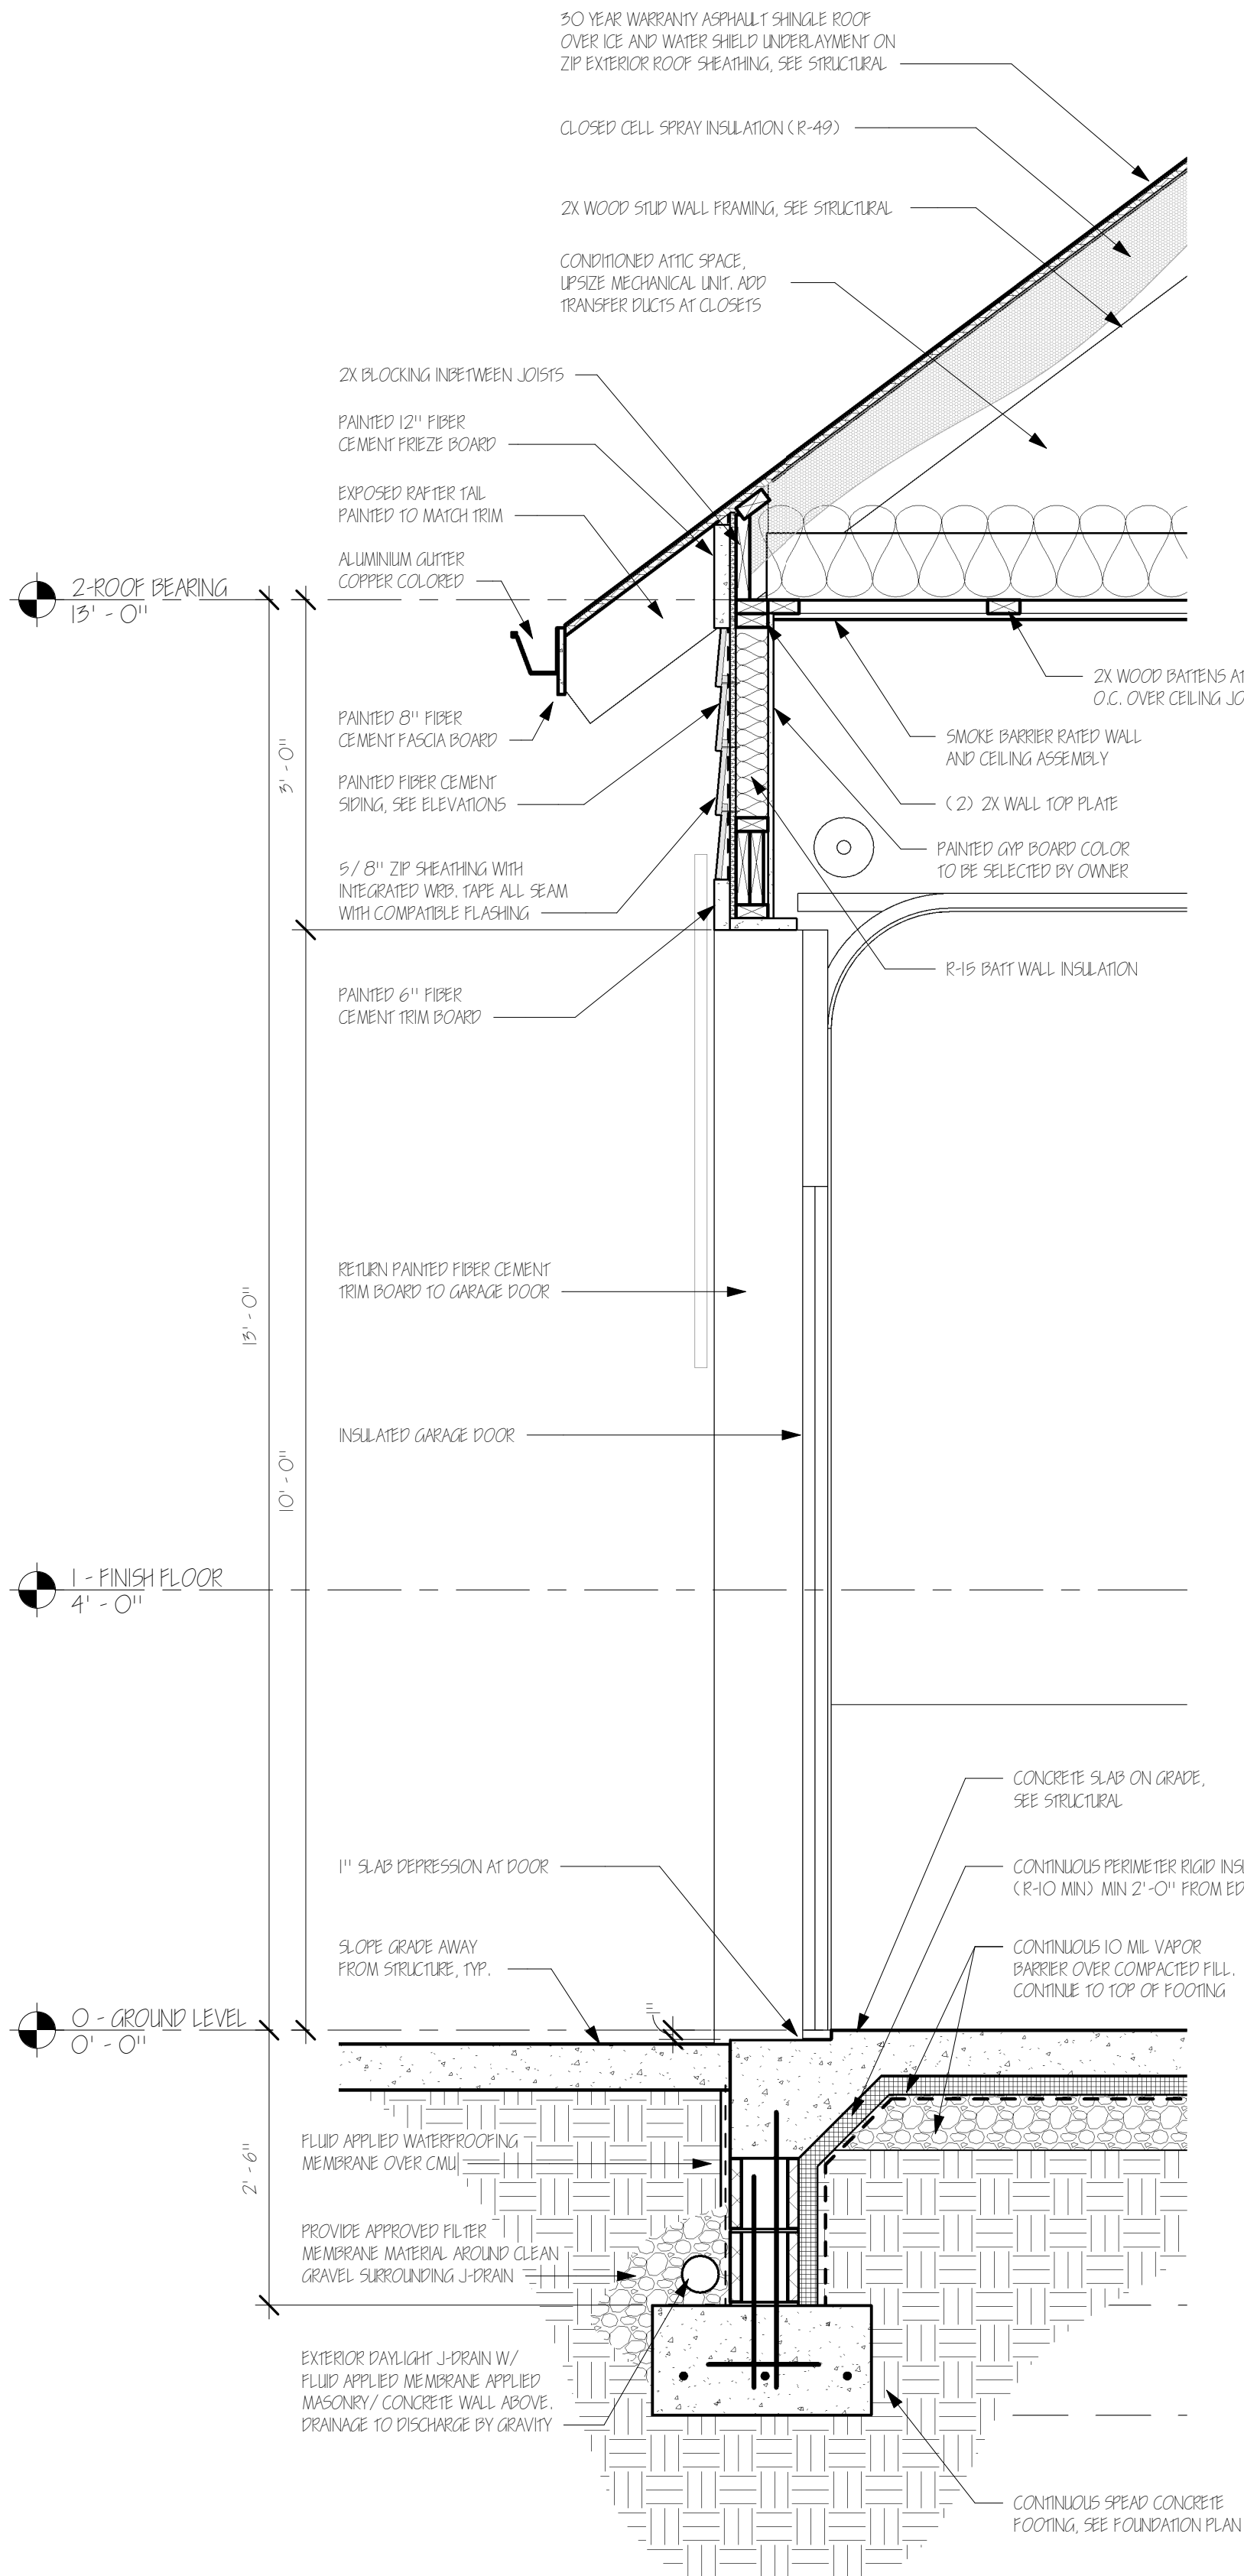 30 YEAR WARRANTY ASPHAULT SHINGLE ROOF
OVER ICE AND WATER SHIELD UNDERLAYMENT ON
ZIP EXTERIOR ROOF SHEATHING, SEE STRUCTURAL
CLOSED CELL SPRAY INSULATION (R-49)
2X WOOD STUD WALL FRAMING, SEE STRUCTURAL
CONDITIONED ATTIC SPACE,
UPSIZE MECHANICAL UNIT. ADD
TRANSFER DUCTS AT CLOSETS
2X BLOCKING INBETWEEN JOISTS
PAINTED 12" FIBER
CEMENT FRIEZE BOARD
EXPOSED RAFTER TAIL
PAINTED TO MATCH TRIM
ALUMINIUM GUTTER
COPPER COLORED
2-ROOF BEARING
13' - 0"
2X WOOD BATTENS AT
O.C. OVER CEILING JO
PAINTED 8" FIBER
CEMENT FASCIA BOARD
SMOKE BARRIER RATED WALL
AND CEILING ASSEMBLY
3' - 0"
PAINTED FIBER CEMENT
SIDING, SEE ELEVATIONS
(2) 2X WALL TOP PLATE
PAINTED GYP BOARD COLOR
TO BE SELECTED BY OWNER
5/8" ZIP SHEATHING WITH
INTEGRATED WRB. TAPE ALL SEAM
WITH COMPATIBLE FLASHING
R-15 BATT WALL INSULATION
PAINTED 6" FIBER
CEMENT TRIM BOARD
RETURN PAINTED FIBER CEMENT
TRIM BOARD TO GARAGE DOOR
13' - 0"
INSULATED GARAGE DOOR
10' - 0"
1 - FINISH FLOOR
4' - 0"
CONCRETE SLAB ON GRADE,
SEE STRUCTURAL
1" SLAB DEPRESSION AT DOOR
CONTINUOUS PERIMETER RIGID INS
(R-10 MIN) MIN 2'-0" FROM ED
SLOPE GRADE AWAY
FROM STRUCTURE, TYP.
CONTINUOUS 10 MIL VAPOR
BARRIER OVER COMPACTED FILL.
CONTINUE TO TOP OF FOOTING
0 - GROUND LEVEL
0' - 0"
1"
FLUID APPLIED WATERFROOFING
MEMBRANE OVER CMU
2' - 6"
PROVIDE APPROVED FILTER
MEMBRANE MATERIAL AROUND CLEAN
GRAVEL SURROUNDING J-DRAIN
EXTERIOR DAYLIGHT J-DRAIN W/
FLUID APPLIED MEMBRANE APPLIED
MASONRY/ CONCRETE WALL ABOVE.
DRAINAGE TO DISCHARGE BY GRAVITY
CONTINUOUS SPEAD CONCRETE
FOOTING, SEE FOUNDATION PLAN